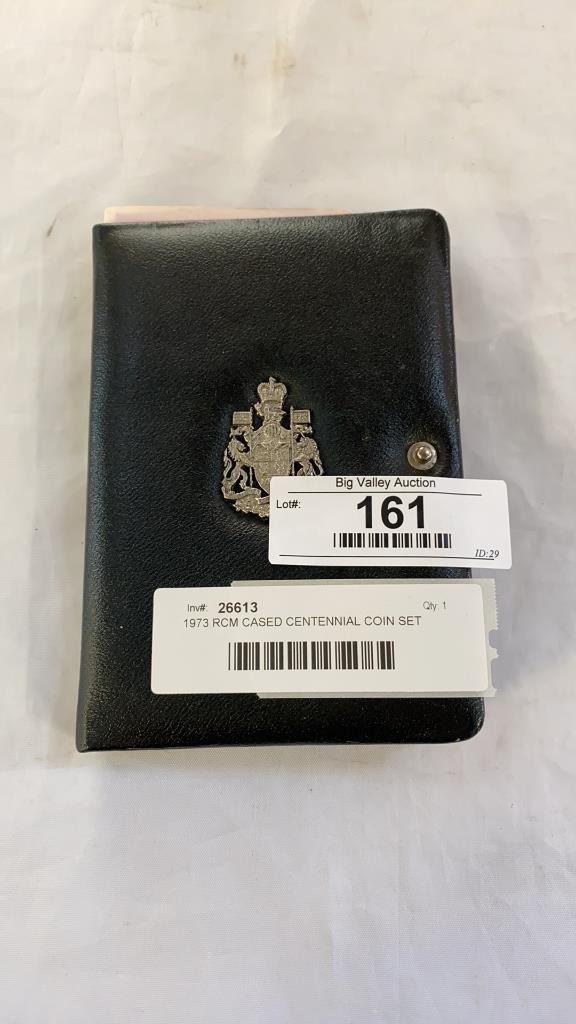 Big Valley Auction
Lot#: 161
ID:29
Inv#: 26613 Qty: 1
1973 RCM CASED CENTENNIAL COIN SET